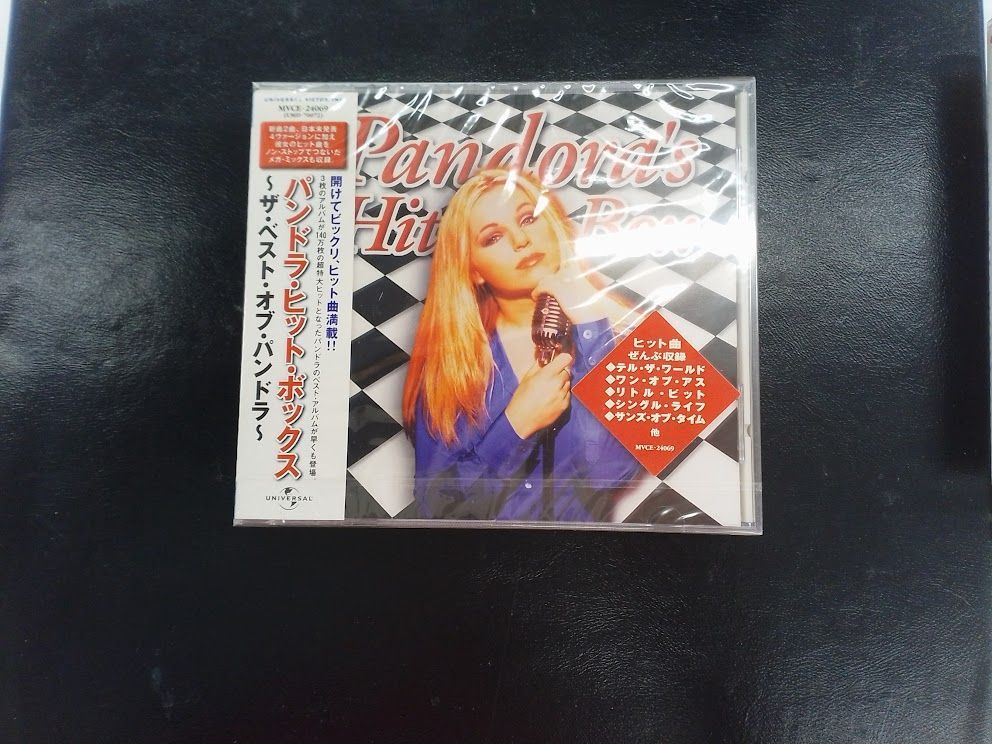 MVCE-24069
新曲2曲、日本未発表
4ヴァージョンに加え
彼女のヒット曲を
ノン・ストップでつないだ
メガ・ミックスも収録。
開けてビックリ、ヒット曲満載!!
3枚のアルバムが140万枚の超特大ヒットとなったパンドラのベスト・アルバムが早くも登場。
パンドラ・ヒット・ボックス
～ザ・ベスト・オブ・パンドラ～
UNIVERSAL
Pandora's
Hit Box
ヒット曲
ぜんぶ収録
◆テル・ザ・ワールド
◆ワン・オブ・アス
◆リトル・ビット
◆シングル・ライフ
◆サンズ・オブ・タイム
他
MVCE-24069